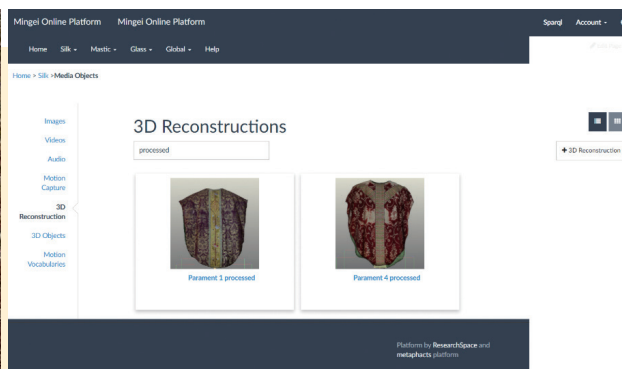 Mingei Online Platform Mingei Online Platform Sparql Account
Home Silk Mastic Glass Global Help
Home > Silk >Media Objects
Images
Videos
Audio
Motion
Capture
3D
Reconstruction
3D Objects
Motion
Vocabularies
3D Reconstructions
processed
+ 3D Reconstruction
Parament 1 processed
Parament 4 processed
Platform by ResearchSpace and
metaphacts platform